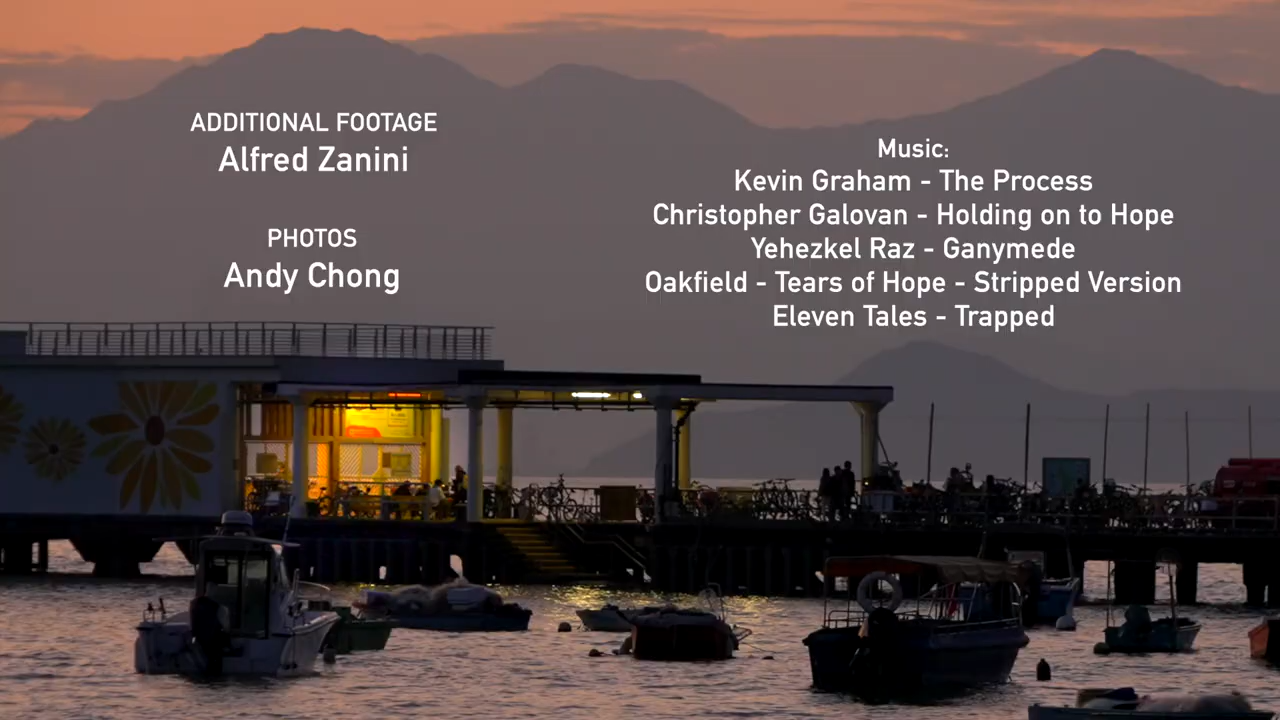 ADDITIONAL FOOTAGE
Alfred Zanini
PHOTOS
Andy Chong
Music:
Kevin Graham - The Process
Christopher Galovan - Holding on to Hope
Yehezkel Raz - Ganymede
Oakfield - Tears of Hope - Stripped Version
Eleven Tales - Trapped